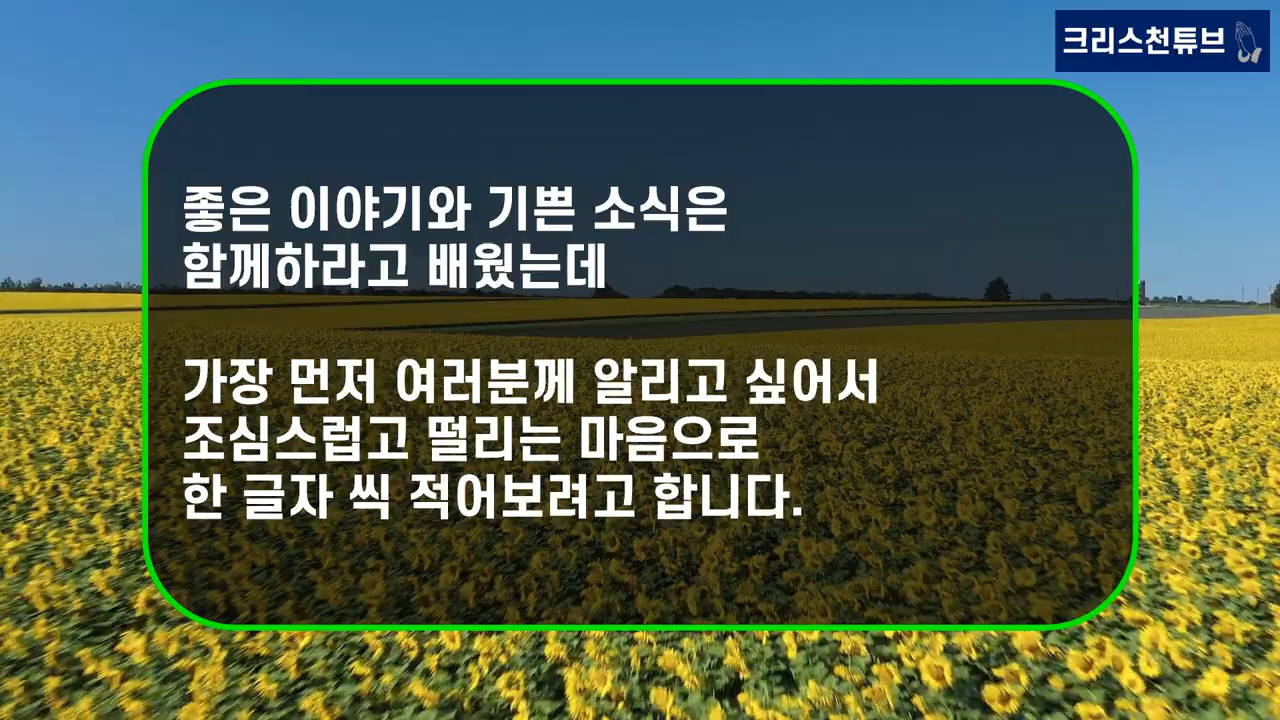 크리스천튜브
좋은 이야기와 기쁜 소식은
함께하라고 배웠는데
가장 먼저 여러분께 알리고 싶어서
조심스럽고 떨리는 마음으로
한 글자 씩 적어보려고 합니다.